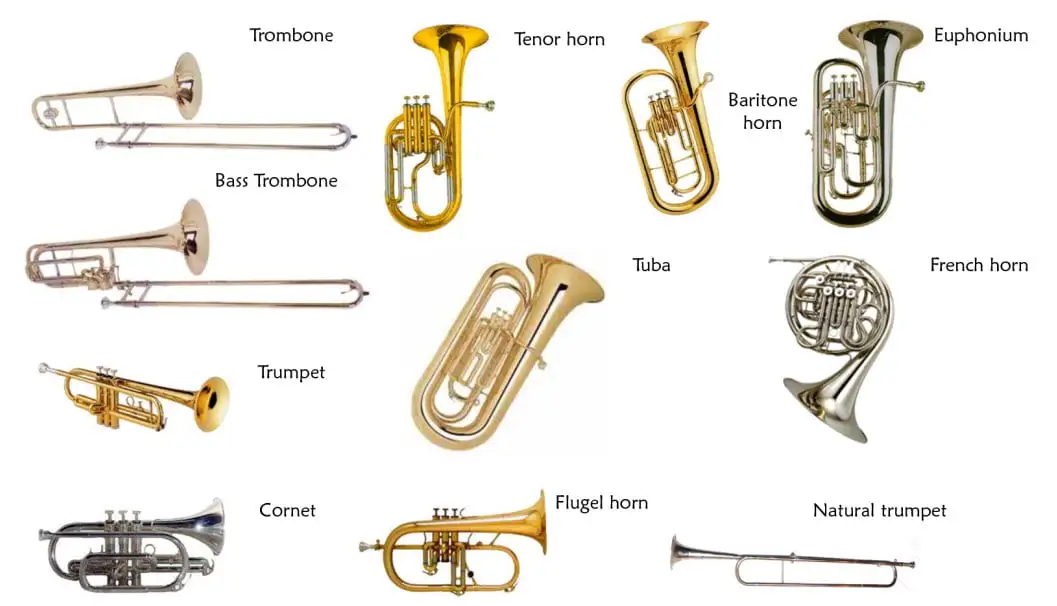 Trombone
Tenor horn
Baritone
horn
Euphonium
Bass Trombone
Tuba
French horn
Trumpet
Cornet
Flugel horn
Natural trumpet